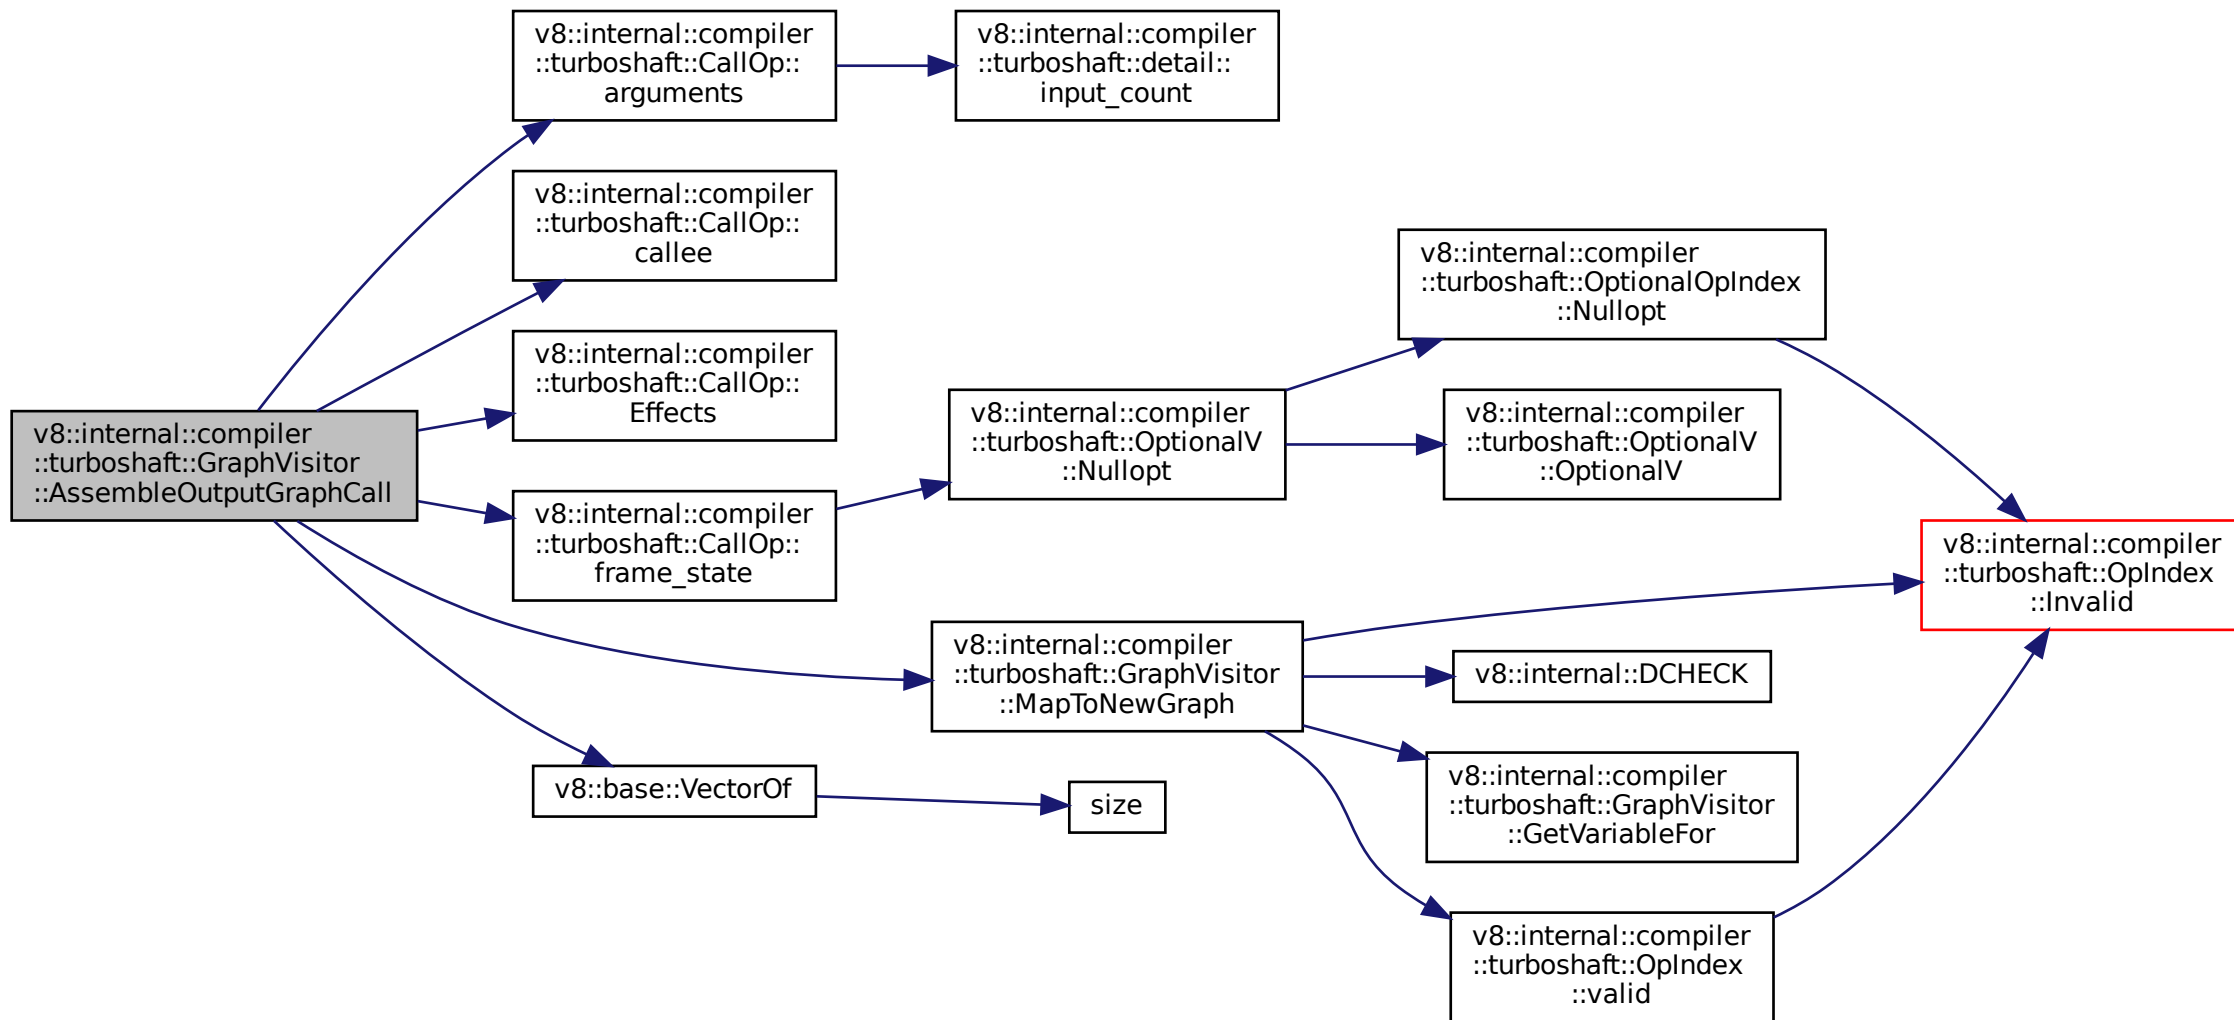 v8::internal::compiler
::turboshaft::GraphVisitor
::AssembleOutputGraphCall
v8::internal::compiler
::turboshaft::CallOp::
arguments
v8::internal::compiler
::turboshaft::detail::
input_count
v8::internal::compiler
::turboshaft::CallOp::
callee
v8::internal::compiler
::turboshaft::CallOp::
Effects
v8::internal::compiler
::turboshaft::CallOp::
frame_state
v8::internal::compiler
::turboshaft::OptionalV
::Nullopt
v8::internal::compiler
::turboshaft::OptionalOpIndex
::Nullopt
v8::internal::compiler
::turboshaft::OptionalV
::OptionalV
v8::internal::compiler
::turboshaft::OpIndex
::Invalid
v8::internal::compiler
::turboshaft::GraphVisitor
::MapToNewGraph
v8::internal::DCHECK
v8::internal::compiler
::turboshaft::GraphVisitor
::GetVariableFor
v8::internal::compiler
::turboshaft::OpIndex
::valid
v8::base::VectorOf
size